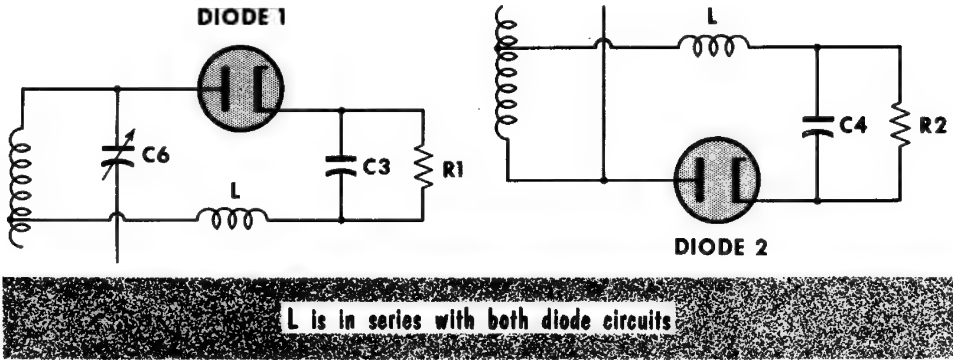 DIODE 1
C6
C3
R1
L
L
C4
R2
DIODE 2
L is in series with both diode circuits